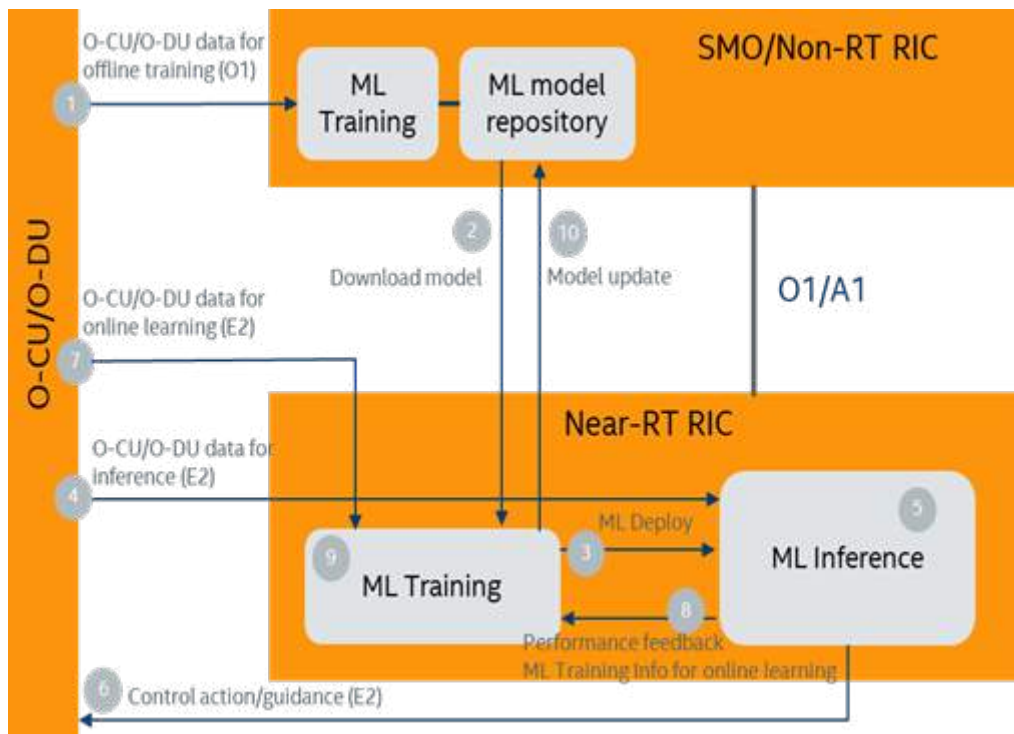 O-CU/O-DU data for
offline training (O1)
1
ML
Training
ML model
repository
SMO/Non-RT RIC
2
Download model
10
Model update
O1/A1
O-CU/O-DU
O-CU/O-DU data for
online learning (E2)
7
Near-RT RIC
O-CU/O-DU data for
inference (E2)
4
ML Deploy
3
5
ML Inference
9
ML Training
8
Performance feedback
ML Training Info for online learning
6
Control action/guidance (E2)